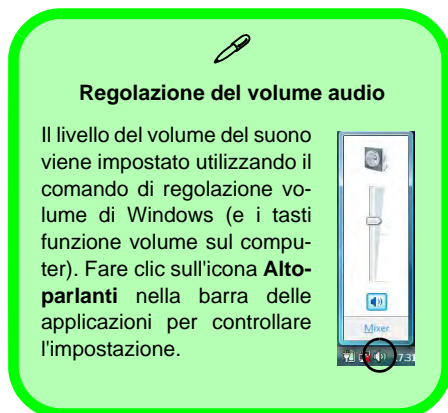 Regolazione del volume audio
Il livello del volume del suono
viene impostato utilizzando il
comando di regolazione vo-
lume di Windows (e i tasti
funzione volume sul compu-
ter). Fare clic sull'icona Alto-
parlanti nella barra delle
applicazioni per controllare
l'impostazione.
Mixer
17.31